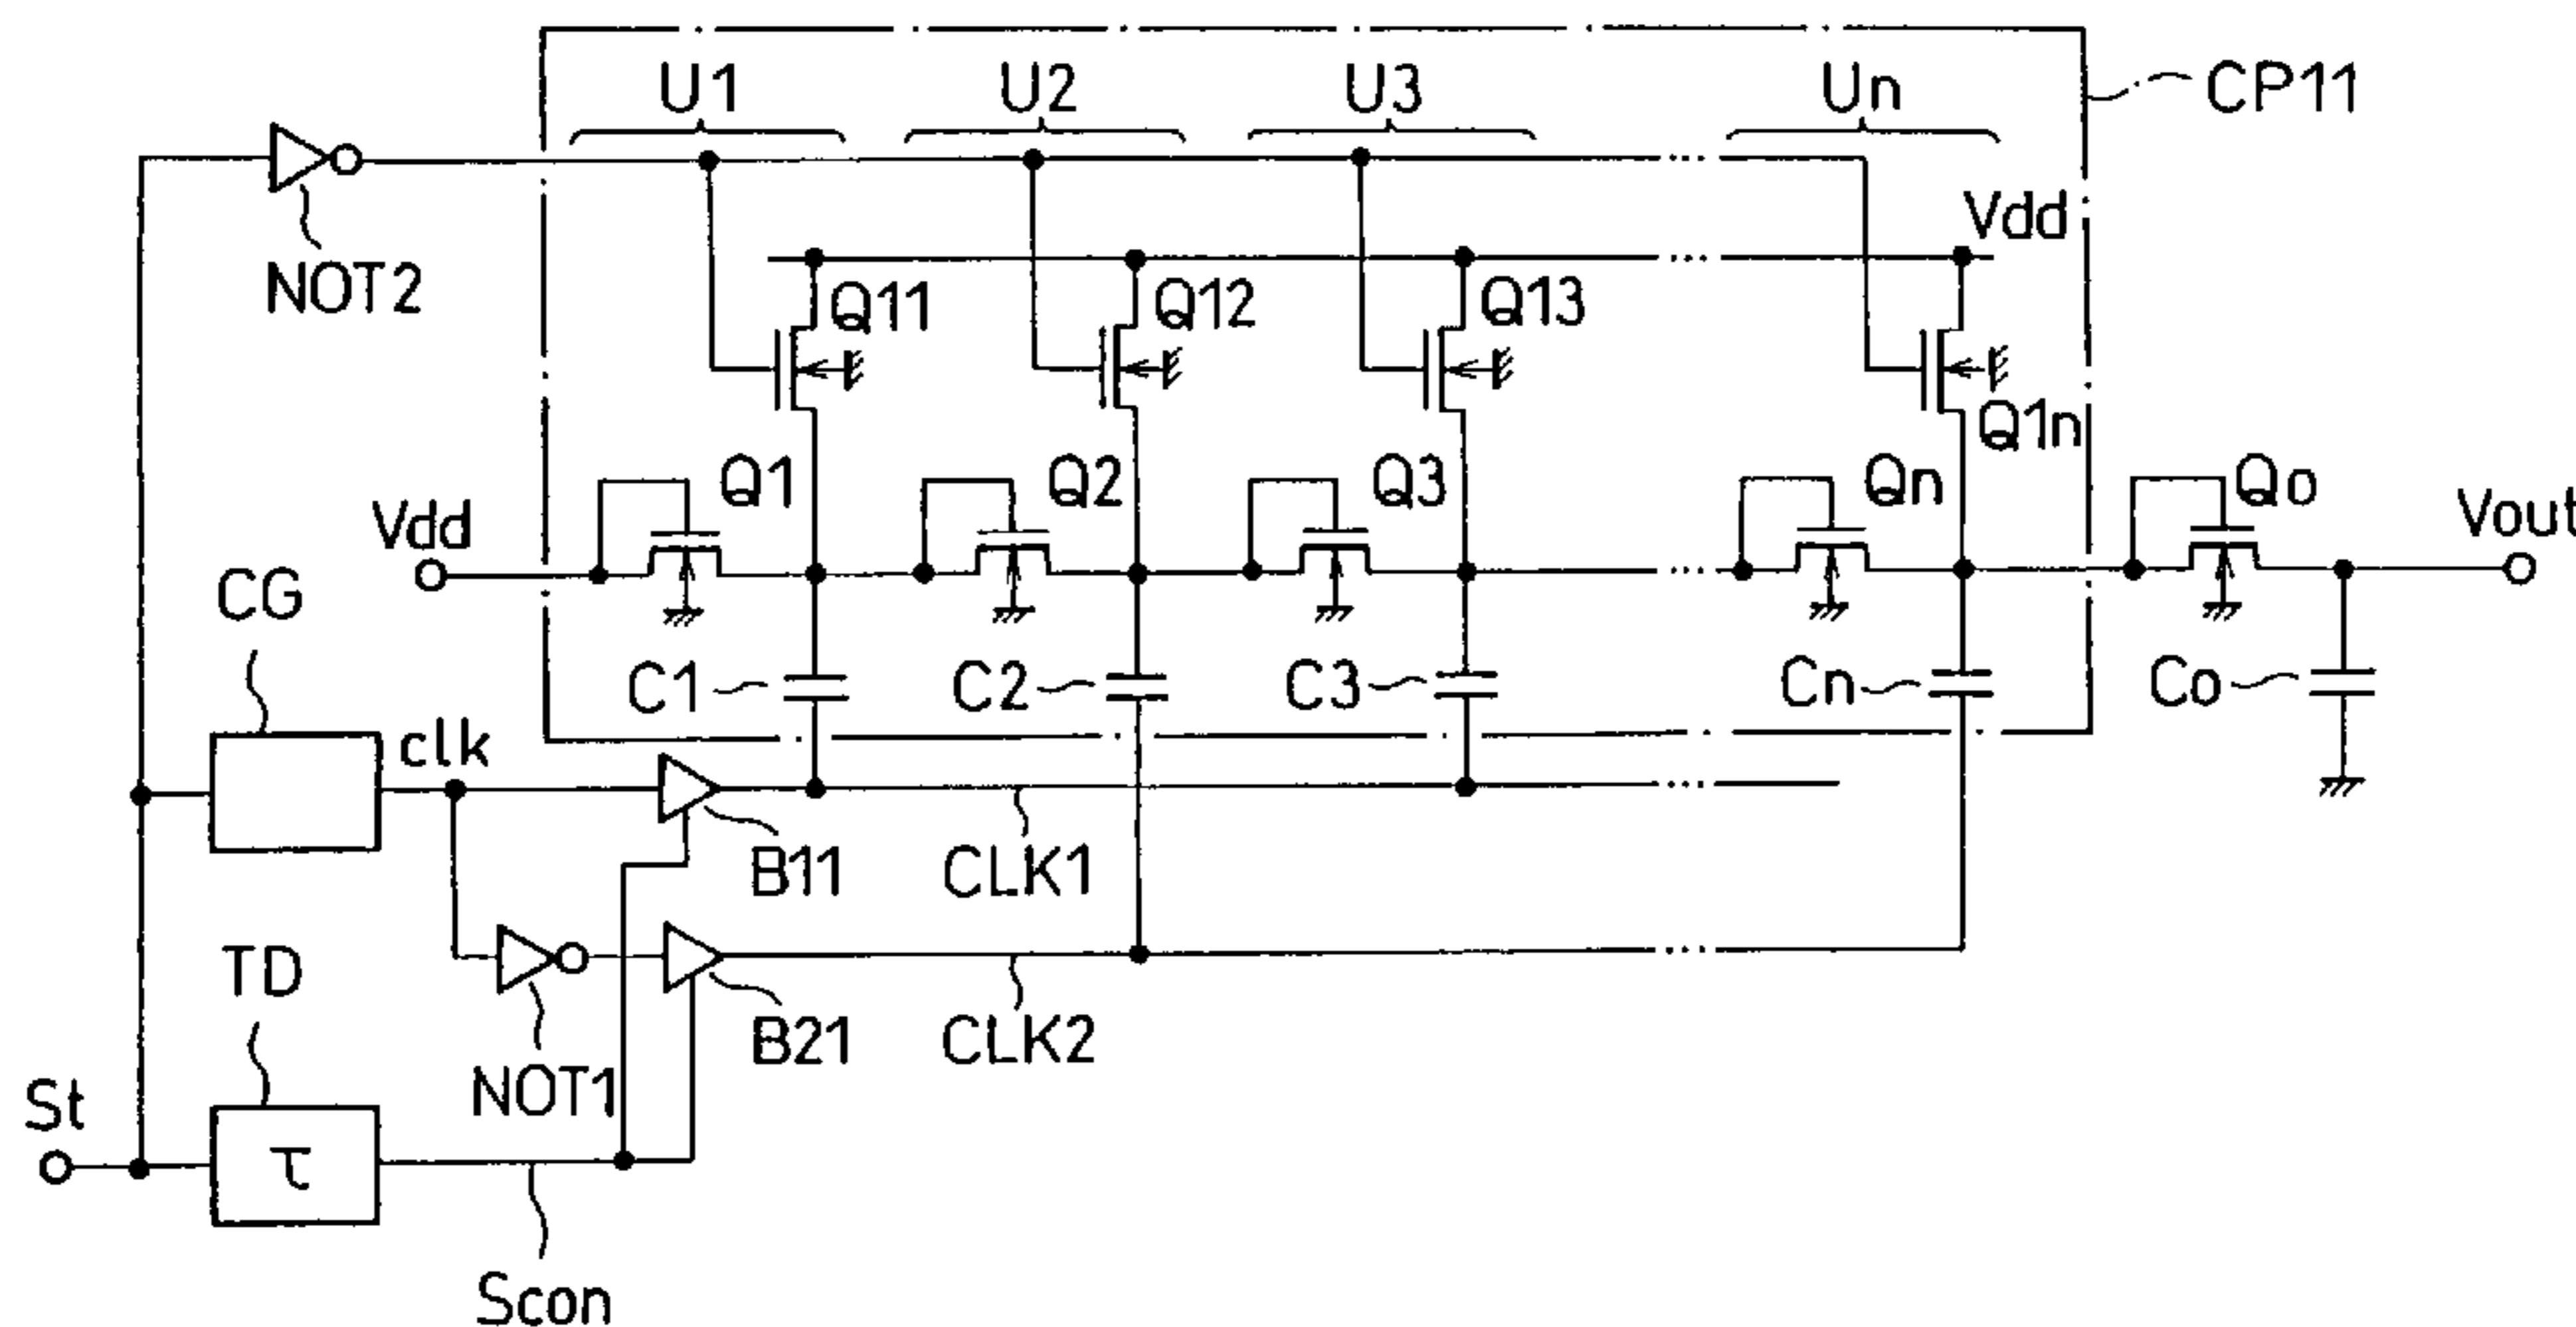 U1 U2 U3 ... Un CP11
NOT2
Vdd
Q11 Q12 Q13 Q1n
Q1 Q2 Q3 Qn Qo
Vdd Vout
CG
C1 C2 C3 Cn Co
clk
B11 CLK1
TD
NOT1 B21 CLK2
St
τ
Scon